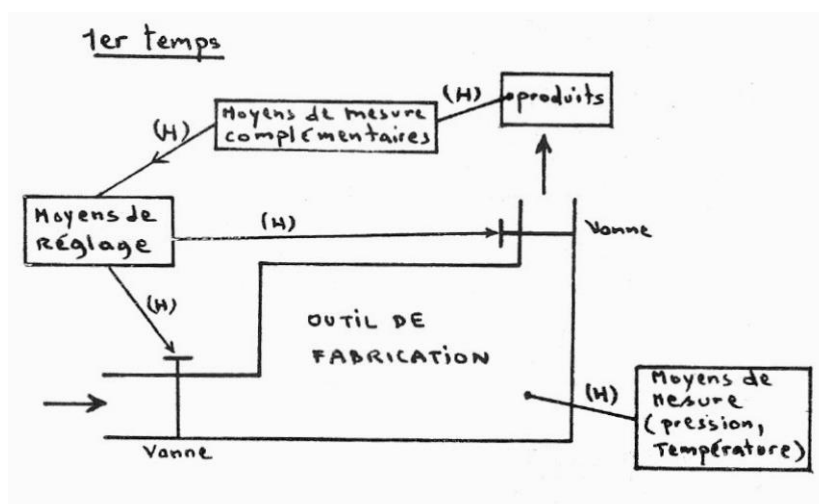 1er temps
(H)
produits
Moyens de mesure
complémentaires
(H)
Moyens de
Réglage
(H)
Vanne
(H)
OUTIL DE
FABRICATION
Moyens de
Mesure
(pression,
Température)
(H)
Vanne